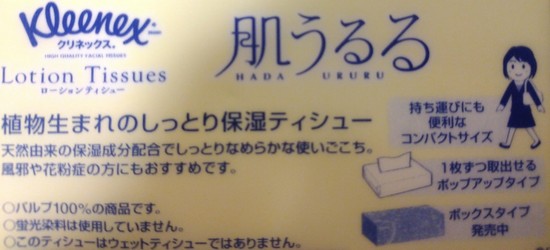 Kleenex®
クリネックス®
HIGH QUALITY FACIAL TISSUES
Lotion Tissues
ローションティシュー
肌うるる
HADA URURU
植物生まれのしっとり保湿ティシュー
天然由来の保湿成分配合でしっとりなめらかな使いごこち。
風邪や花粉症の方にもおすすめです。
○パルプ100%の商品です。
○蛍光染料は使用していません。
○このティシューはウェットティシューではありません。
持ち運びにも
便利な
コンパクトサイズ
1枚ずつ取出せる
ポップアップタイプ
ボックスタイプ
発売中